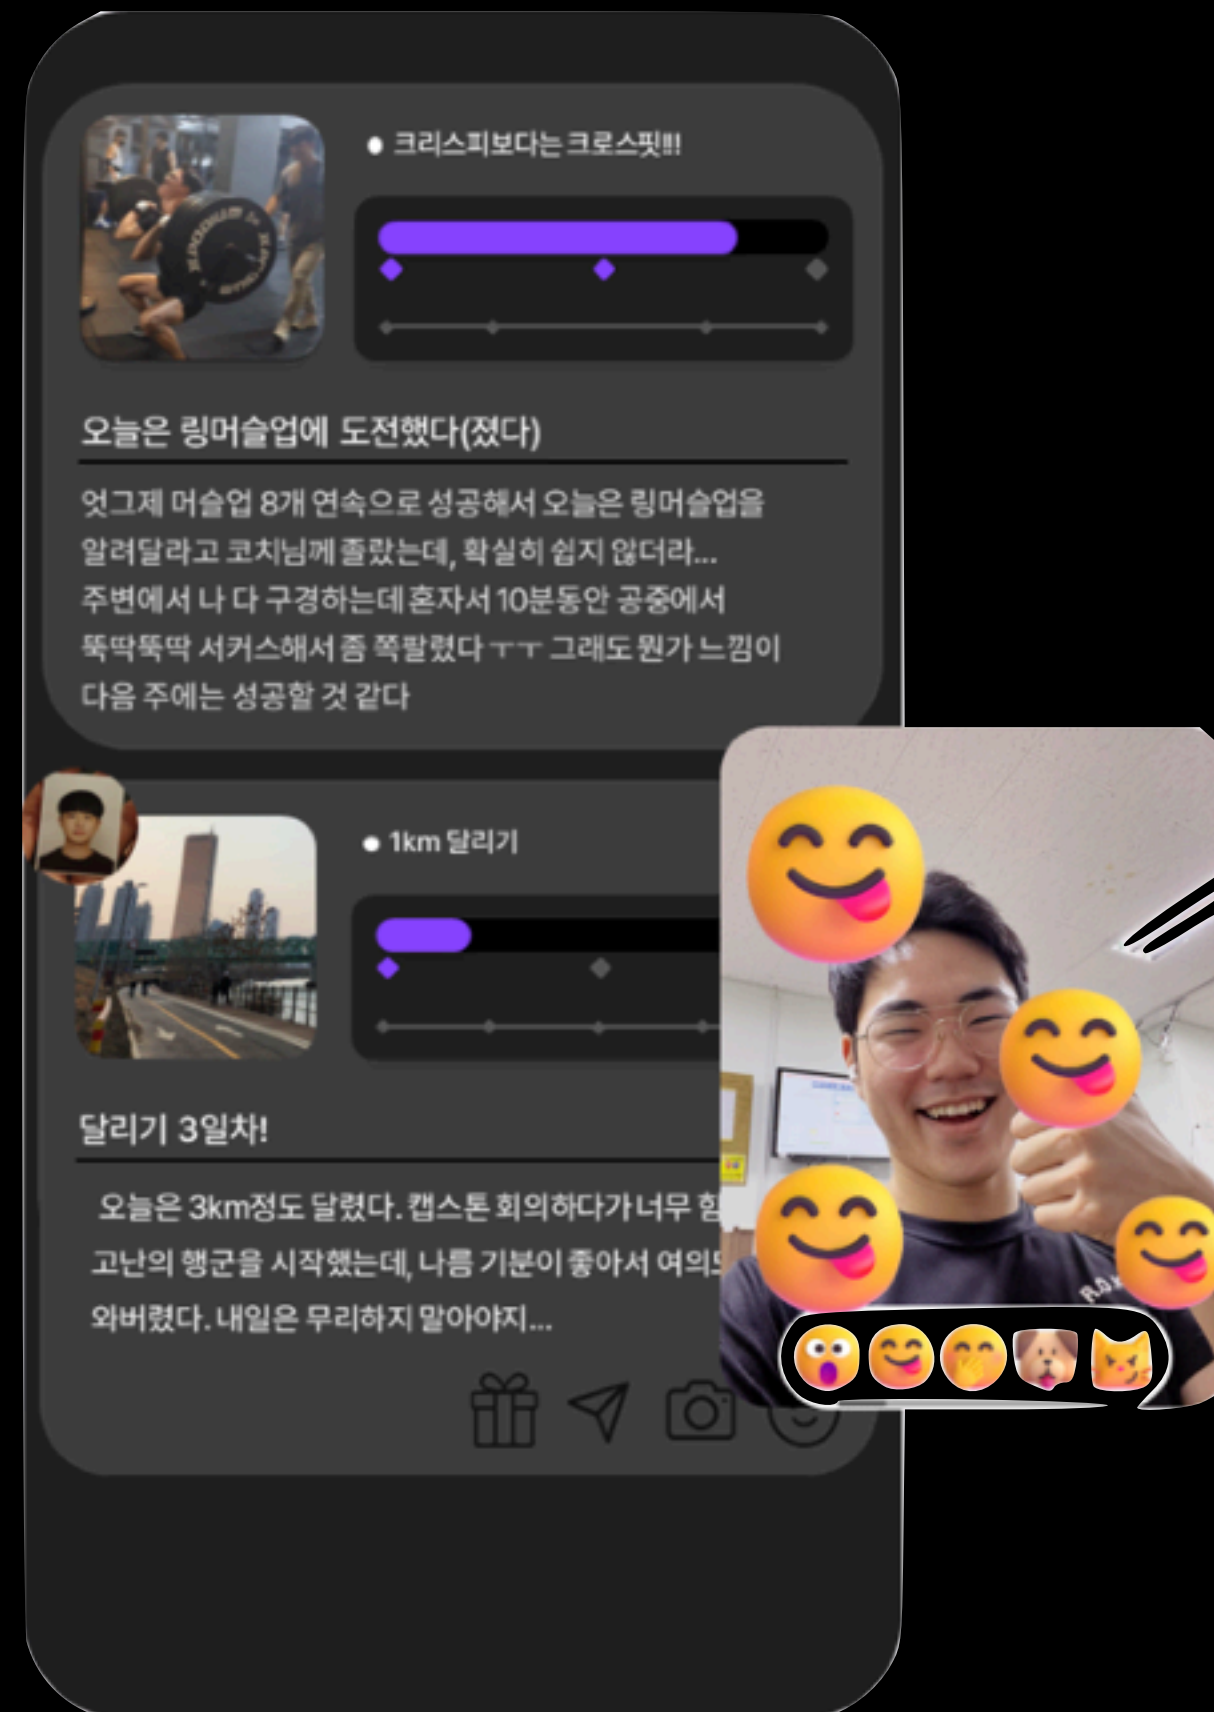 크리스피보다는 크로스핏!!!
오늘은 링머슬업에 도전했다(졌다)
엇그제 머슬업 8개 연속으로 성공해서 오늘은 링머슬업을
알려달라고 코치님께 졸랐는데, 확실히 쉽지 않더라...
주변에서 나 다 구경하는데 혼자서 10분동안 공중에서
뚝딱뚝딱 서커스해서 좀 쪽팔렸다 ㅜㅜ 그래도 뭔가 느낌이
다음 주에는 성공할 것 같다
1km 달리기
달리기 3일차!
오늘은 3km정도 달렸다. 캡스톤 회의하다가 너무 힘
고난의 행군을 시작했는데, 나름 기분이 좋아서 여의
와버렸다. 내일은 무리하지 말아야지...